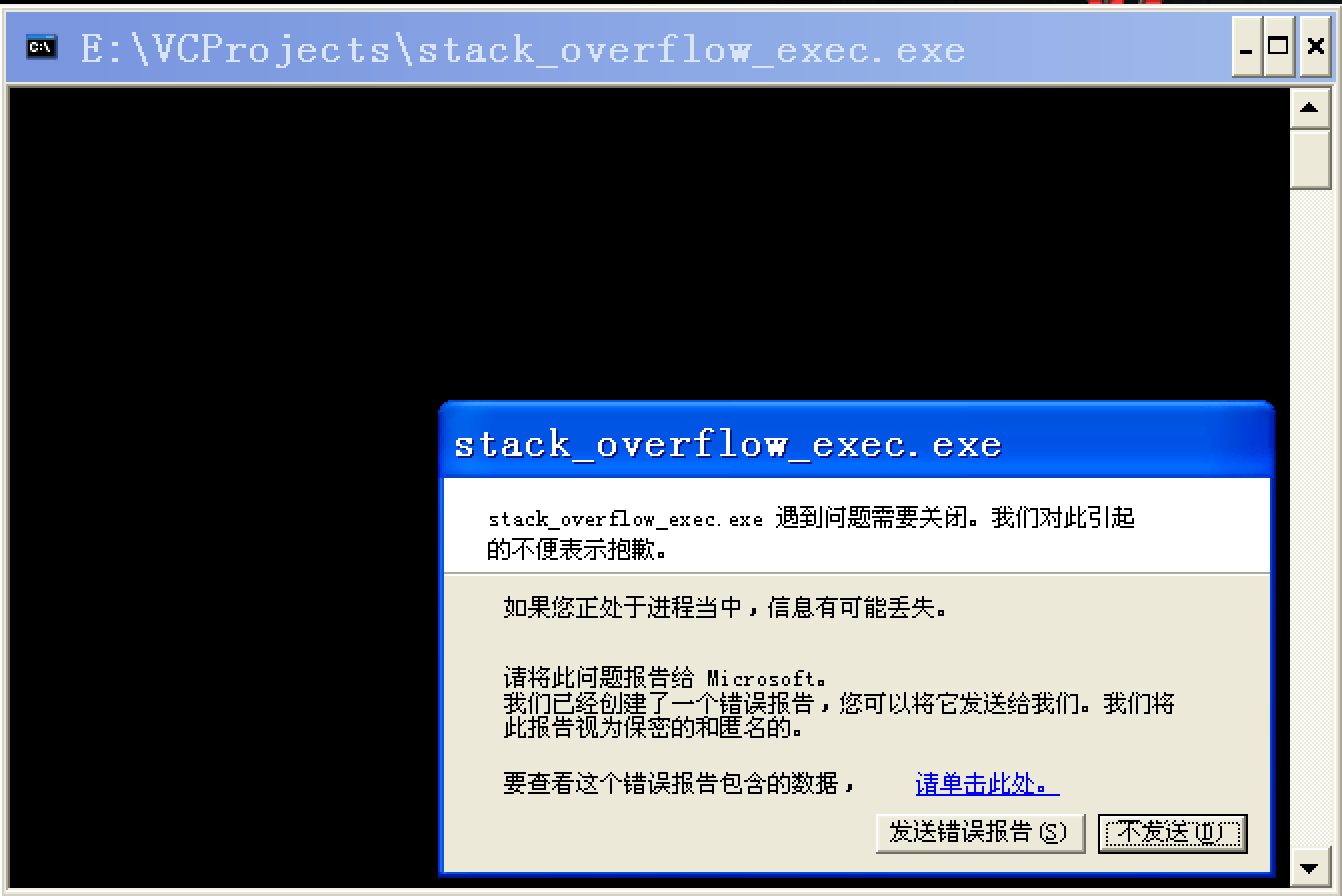 E:\VCProjects\stack_overflow_exec.exe
stack_overflow_exec.exe
stack_overflow_exec.exe 遇到问题需要关闭。我们对此引起
的不便表示抱歉。
如果您正处于进程当中，信息有可能丢失。
请将此问题报告给 Microsoft。
我们已经创建了一个错误报告，您可以将它发送给我们。我们将
此报告视为保密的和匿名的。
要查看这个错误报告包含的数据， 请单击此处。
发送错误报告(S) 不发送(D)